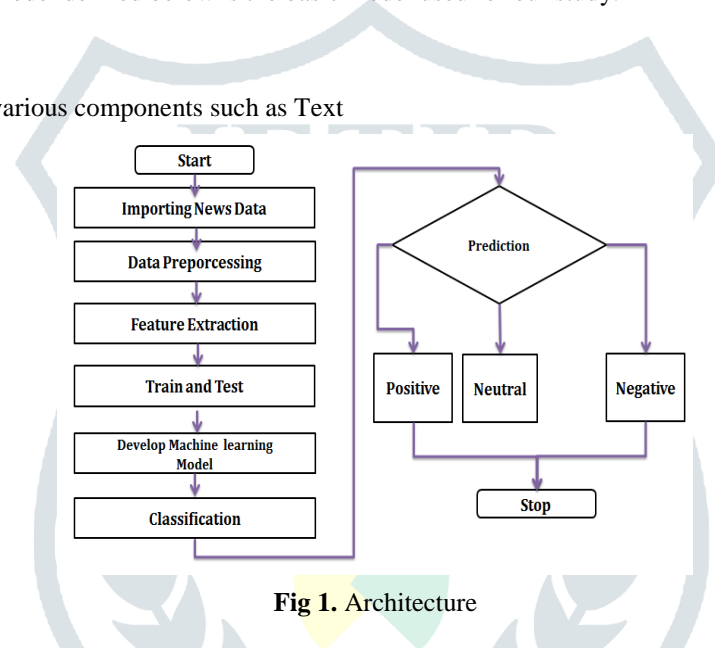 various components such as Text
Start
Importing News Data
Data Preporcessing
Feature Extraction
Train and Test
Develop Machine learning
Model
Classification
Prediction
Positive
Neutral
Negative
Stop
Fig 1. Architecture